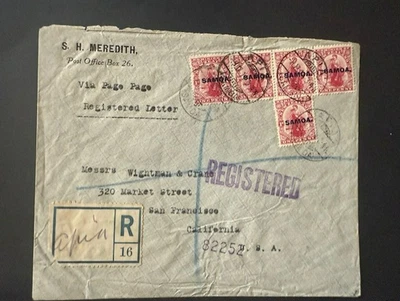 S. H. MEREDITH,
Post Office Box 26.
Via Pago Pago
Registered Letter
SAMOA. SAMOA. SAMOA. SAMOA.
SAMOA.
Messrs Wightman & Crane
320 Market Street
San Francisco
California
U. S. A.
REGISTERED
82252
Apia
R
16